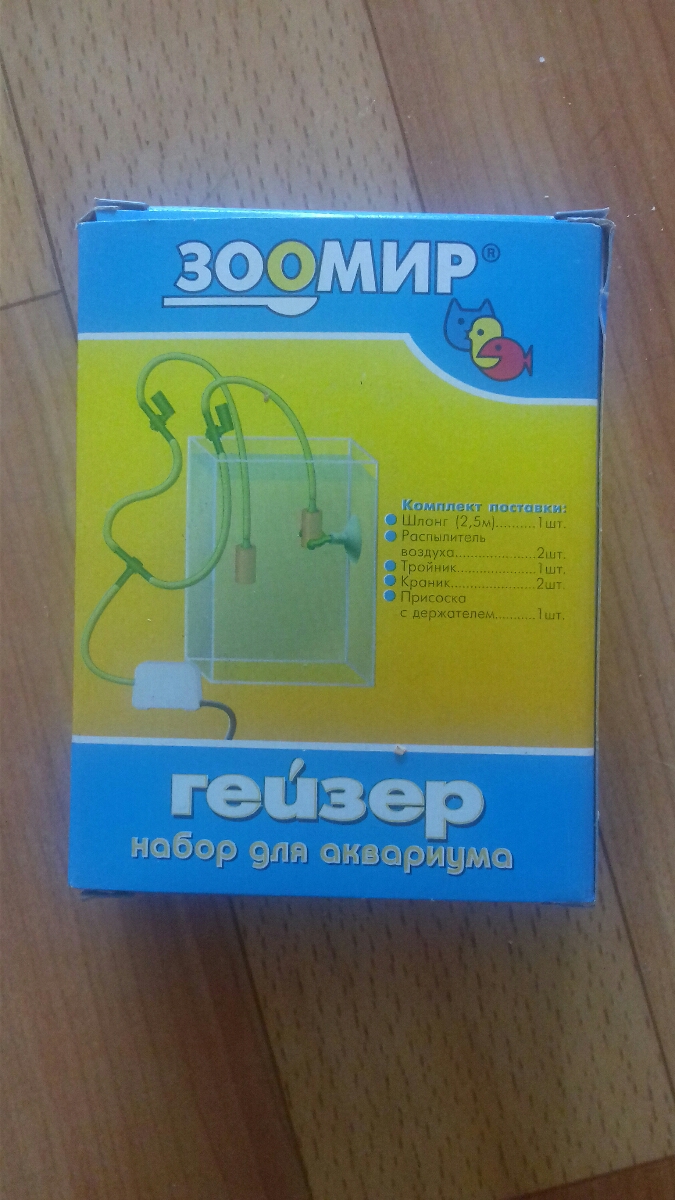 ЗООМИР®
Комплект поставки:
Шланг (2,5м)..........1шт.
Распылитель
воздуха....................2шт.
Тройник....................1шт.
Краник.....................2шт.
Присоска
с держателем..........1шт.
гейзер
набор для аквариума